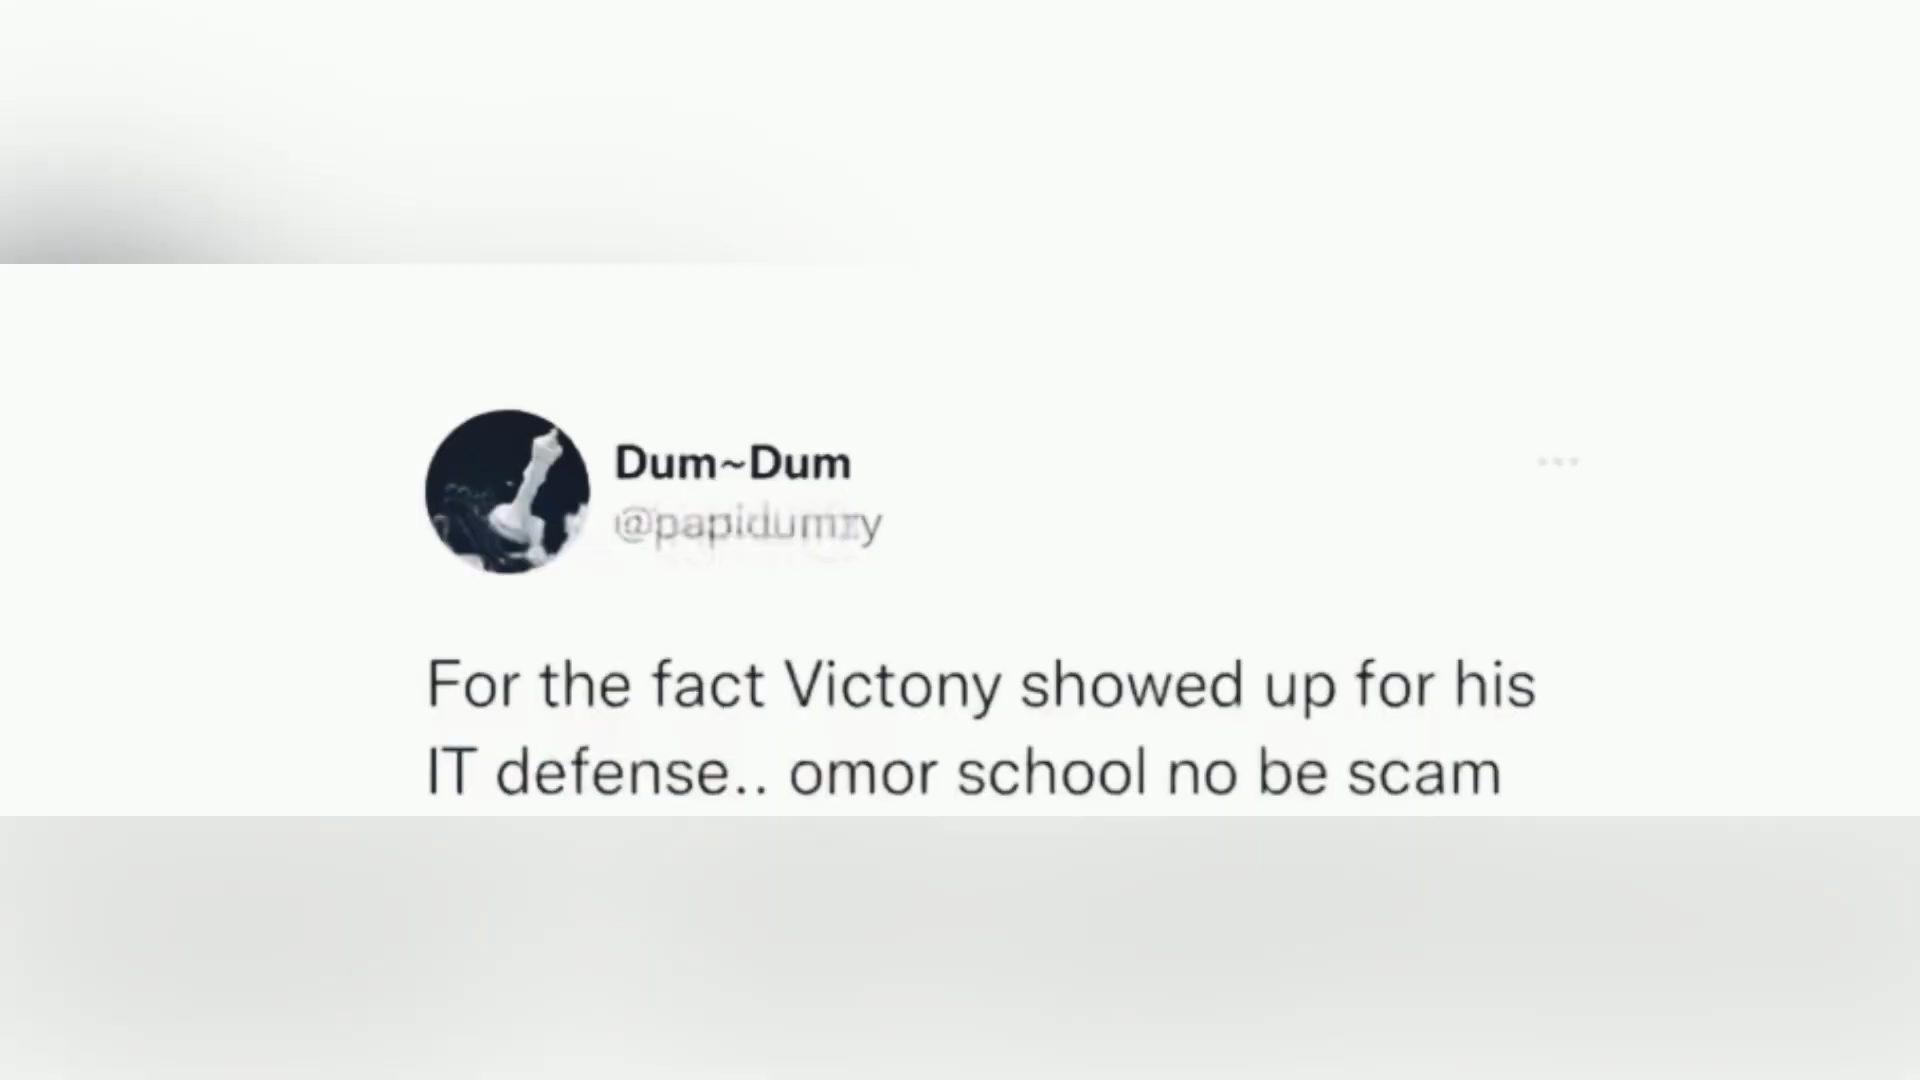 Dum~Dum
@papidumzy
For the fact Victony showed up for his
IT defense.. omor school no be scam